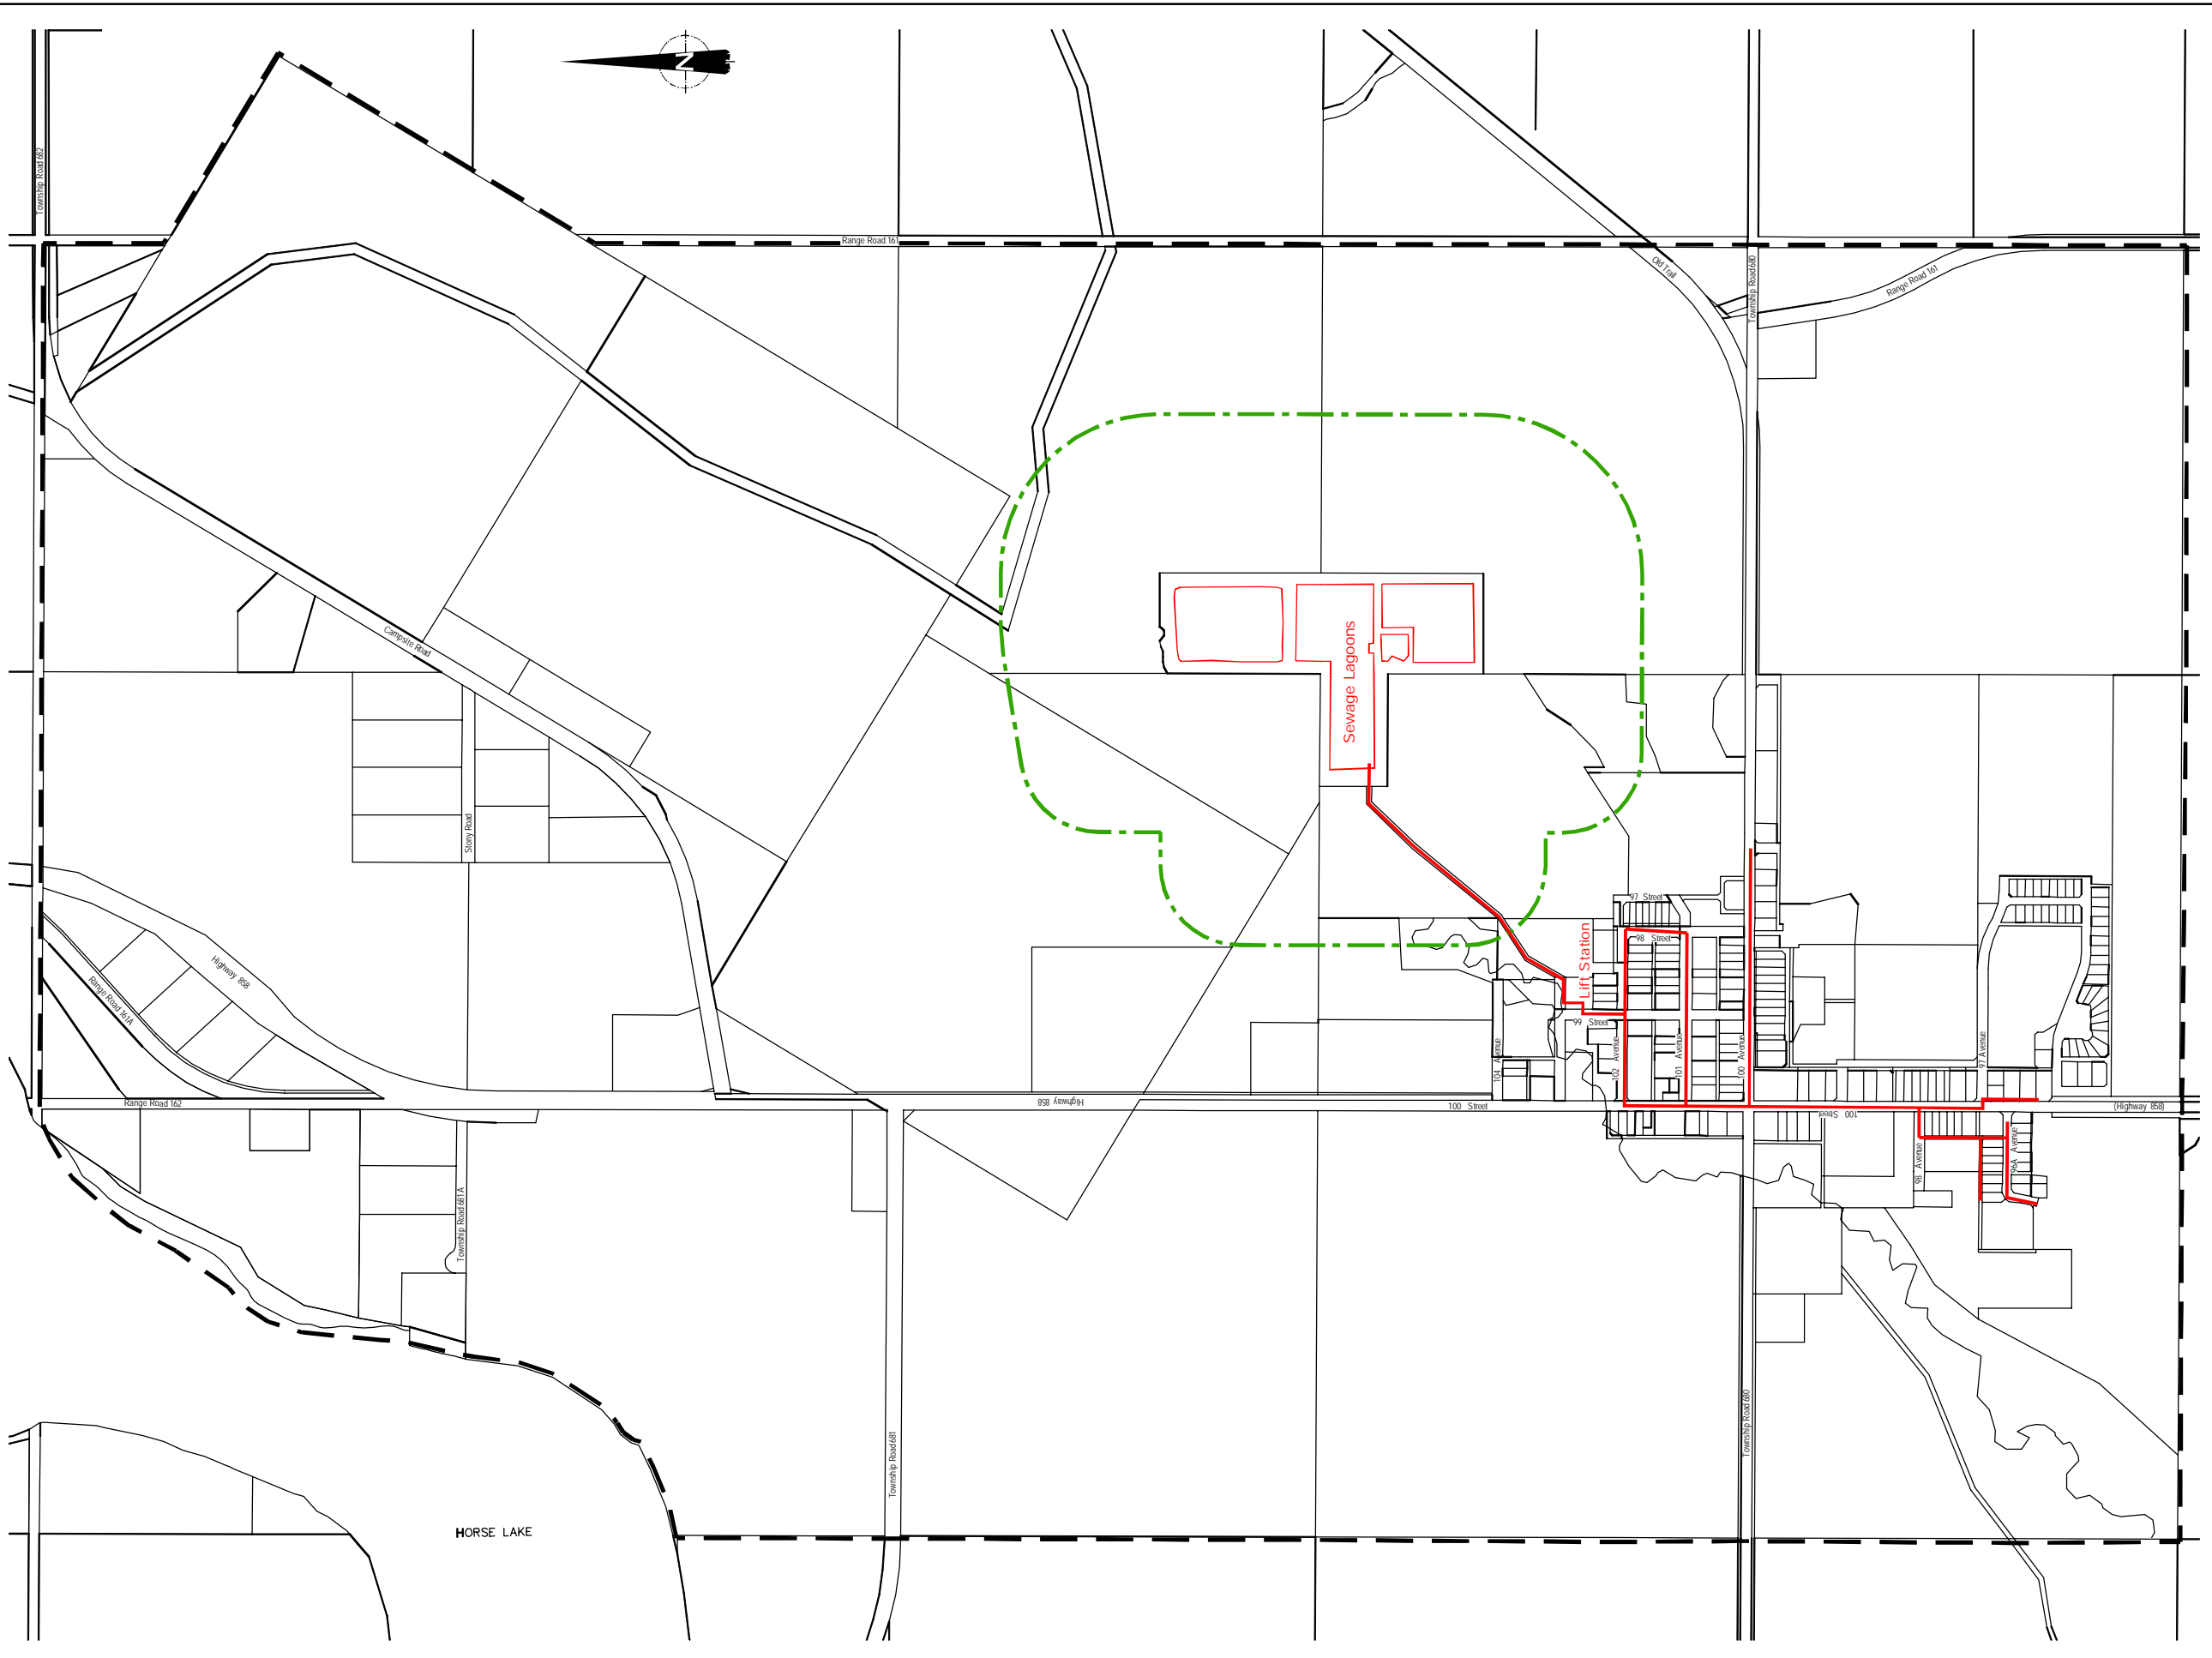 N
Township Road 682
Range Road 161
Old Trail
Township Road 680
Range Road 161
Campsite Road
Sewage Lagoons
Stony Road
97 Street
98 Street
Lift Station
Highway 858
Range Road 161A
99 Street
104 Avenue
102 Avenue
101 Avenue
100 Avenue
97 Avenue
Range Road 162
Highway 858
100 Street
100 Street
(Highway 858)
98 Avenue
96A Avenue
Township Road 681A
Township Road 681
Township Road 680
HORSE LAKE